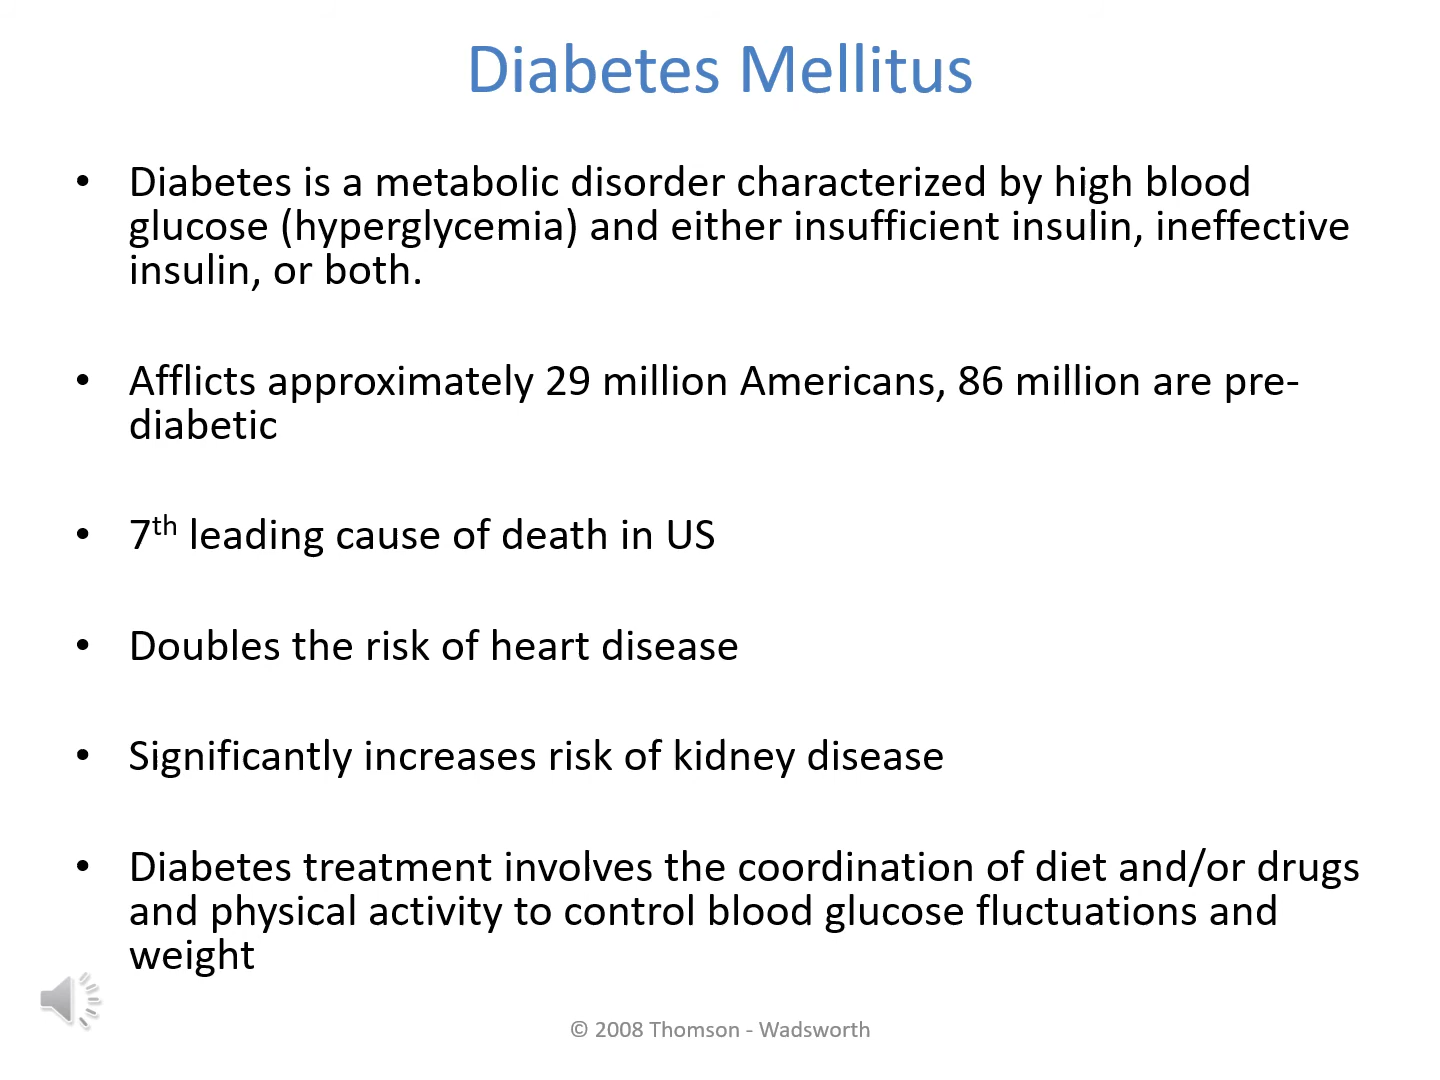 Diabetes Mellitus
• Diabetes is a metabolic disorder characterized by high blood
glucose (hyperglycemia) and either insufficient insulin, ineffective
insulin, or both.
• Afflicts approximately 29 million Americans, 86 million are pre-
diabetic
• 7th leading cause of death in US
• Doubles the risk of heart disease
• Significantly increases risk of kidney disease
• Diabetes treatment involves the coordination of diet and/or drugs
and physical activity to control blood glucose fluctuations and
weight
© 2008 Thomson - Wadsworth